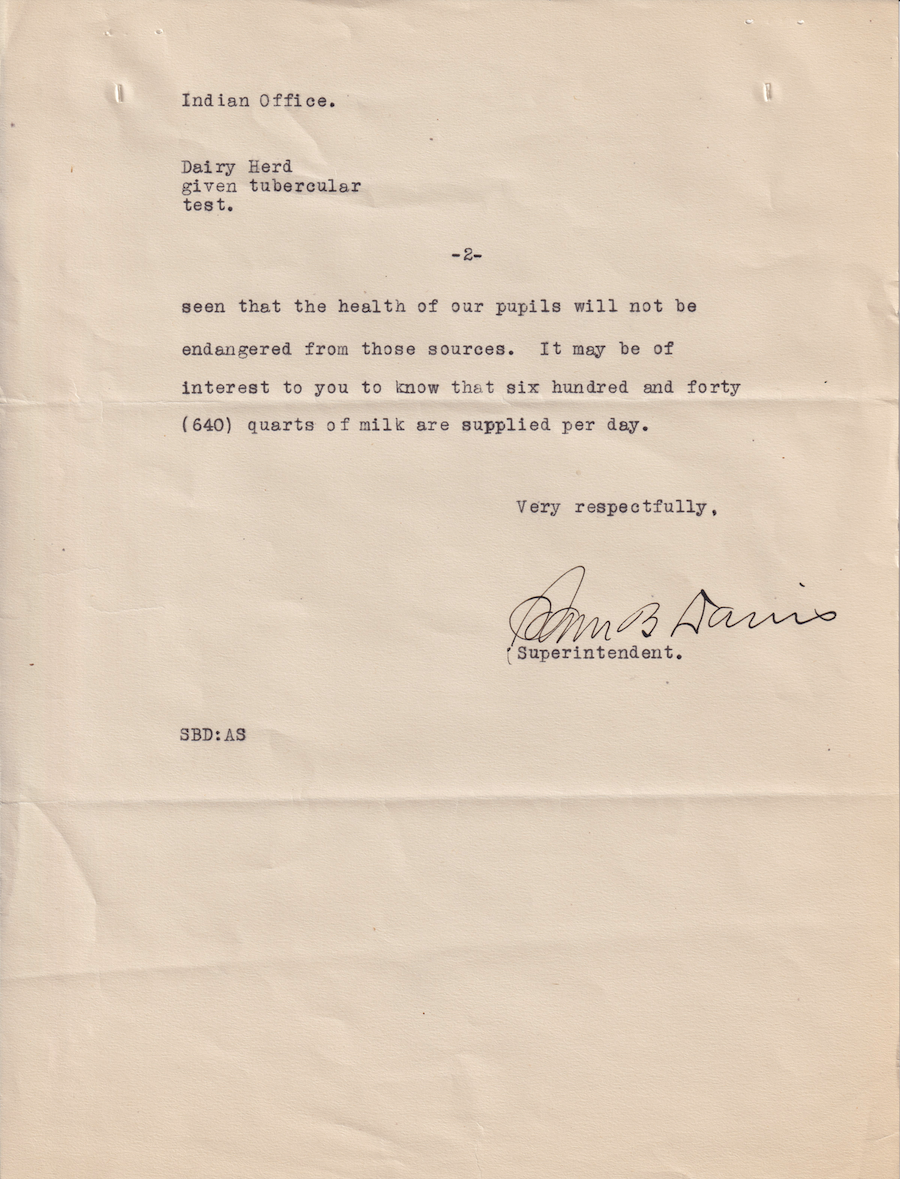 Indian Office.
Dairy Herd
given tubercular
test.
-2-
seen that the health of our pupils will not be
endangered from those sources. It may be of
interest to you to know that six hundred and forty
(640) quarts of milk are supplied per day.
Very respectfully,
John B Davis
Superintendent.
SBD:AS